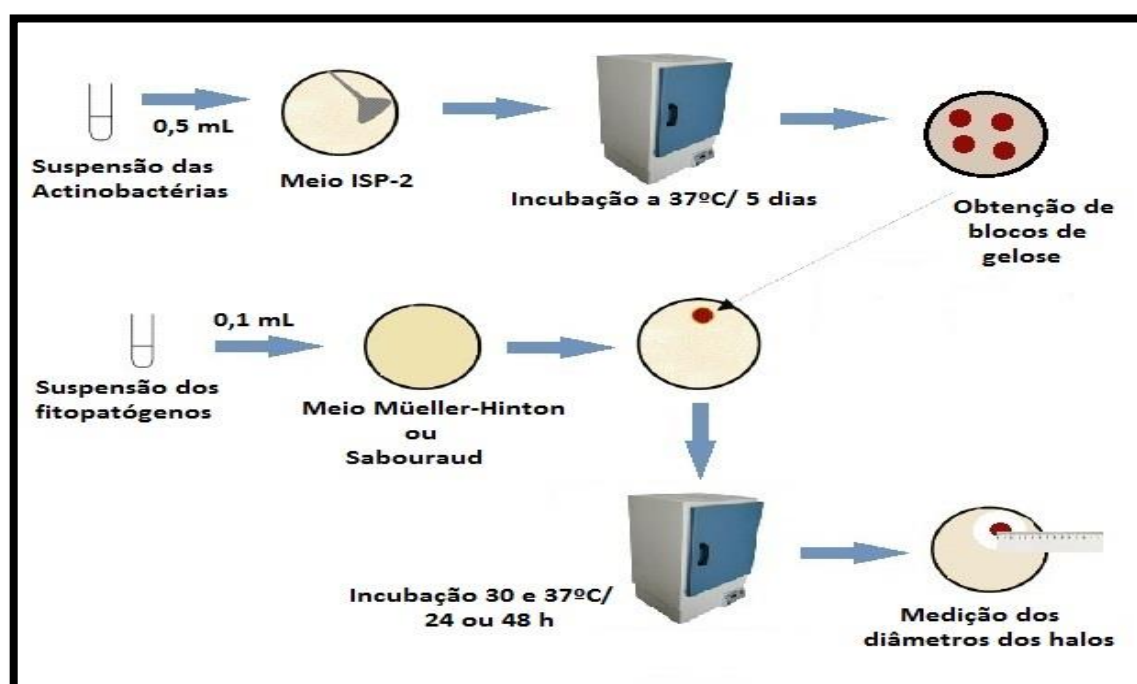 0,5 mL
Suspensão das
Actinobactérias
Meio ISP-2
Incubação a 37ºC/ 5 dias
Obtenção de
blocos de
gelose
0,1 mL
Suspensão dos
fitopatógenos
Meio Müeller-Hinton
ou
Sabouraud
Incubação 30 e 37ºC/
24 ou 48 h
Medição dos
diâmetros dos halos